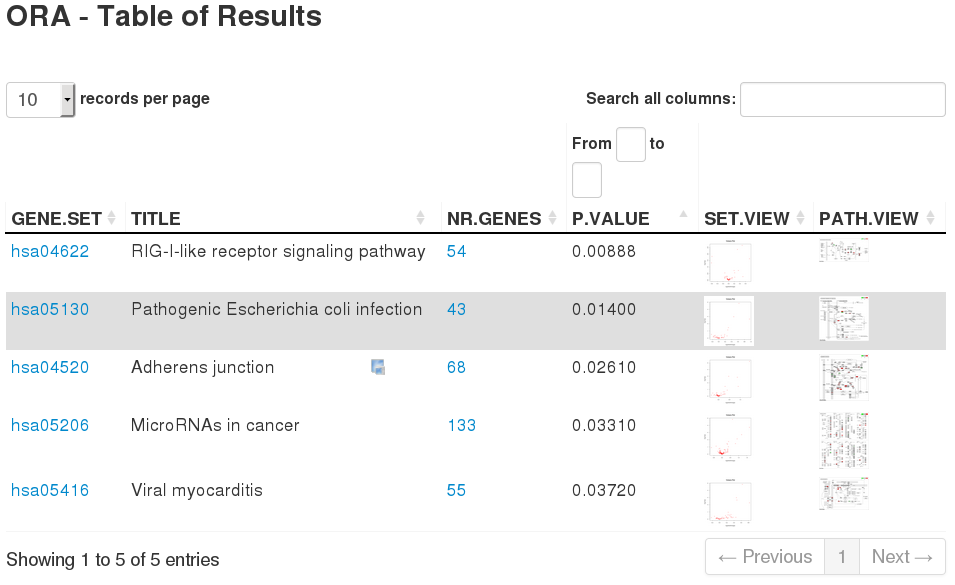 ORA - Table of Results
10 records per page Search all columns:
From to
GENE.SET TITLE NR.GENES P.VALUE SET.VIEW PATH.VIEW
hsa04622 RIG-I-like receptor signaling pathway 54 0.00888
hsa05130 Pathogenic Escherichia coli infection 43 0.01400
hsa04520 Adherens junction 68 0.02610
hsa05206 MicroRNAs in cancer 133 0.03310
hsa05416 Viral myocarditis 55 0.03720
Showing 1 to 5 of 5 entries ← Previous 1 Next →